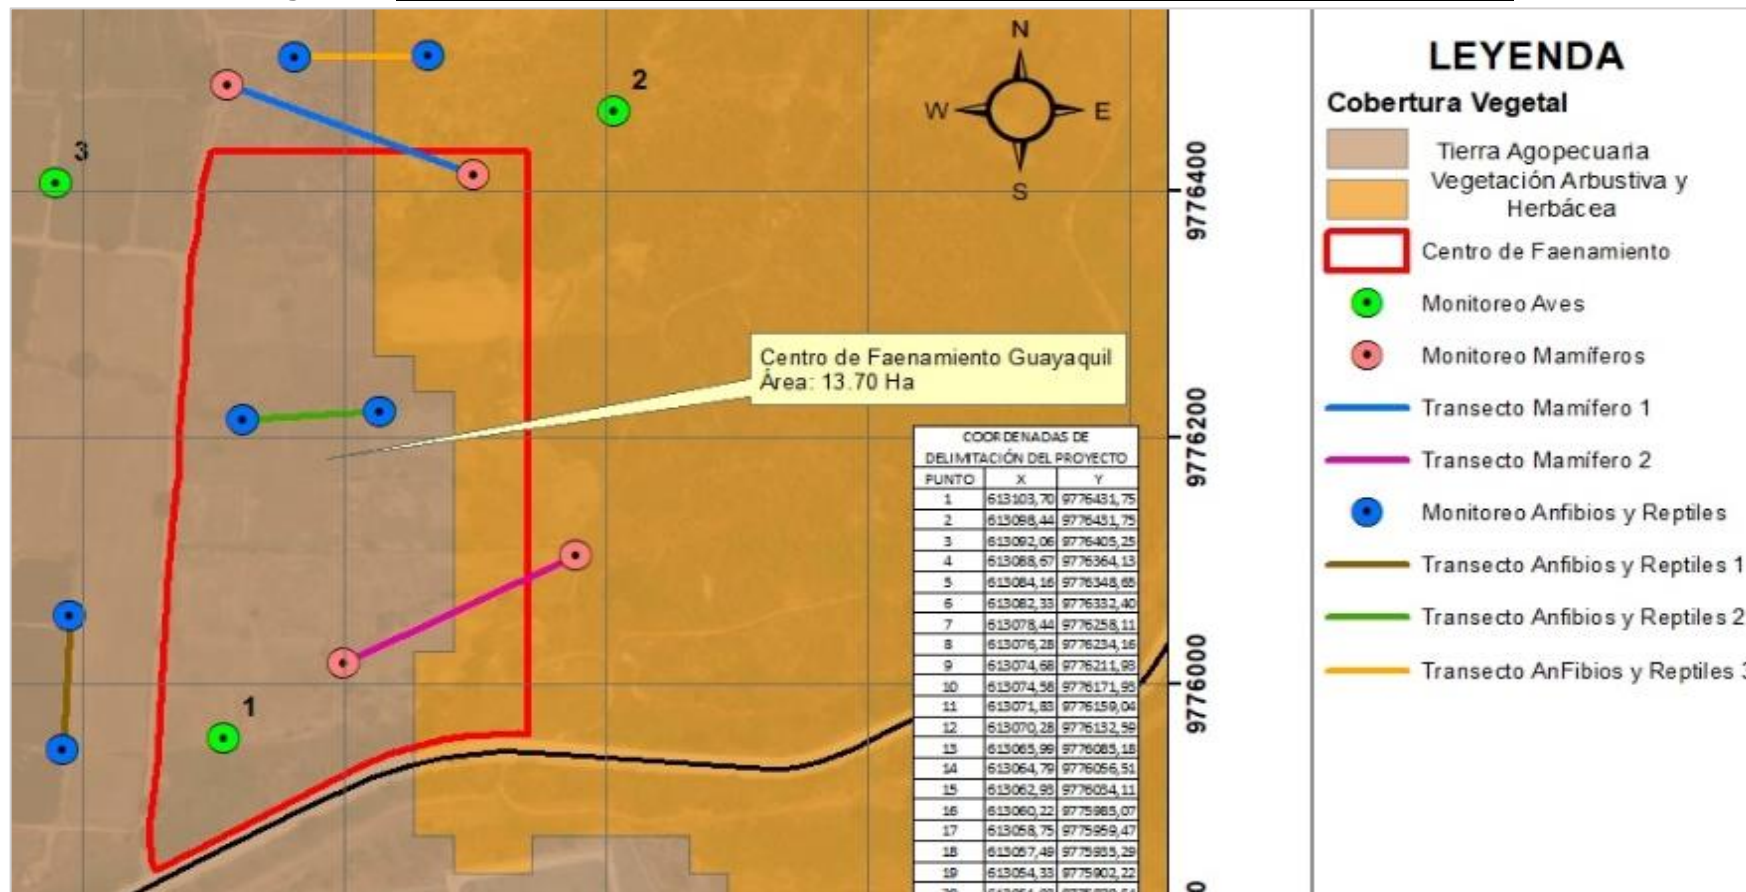 2
3
1
N
W
E
S
9776400
9776200
9776000
Centro de Faenamiento Guayaquil
Área: 13.70 Ha
COORDENADAS DE
DELIMITACIÓN DEL PROYECTO
PUNTO X Y
1 613103,70 9776431,75
2 613098,44 9776431,75
3 613092,06 9776405,25
4 613088,67 9776364,13
5 613084,16 9776348,68
6 613082,33 9776332,40
7 613078,44 9776258,11
8 613076,28 9776234,16
9 613074,68 9776211,93
10 613074,58 9776171,95
11 613071,83 9776159,04
12 613070,28 9776132,59
13 613065,99 9776085,18
14 613064,79 9776056,51
15 613062,93 9776034,11
16 613060,22 9775985,07
17 613058,75 9775959,47
18 613057,49 9775935,29
19 613054,33 9775902,22
LEYENDA
Cobertura Vegetal
Tierra Agopecuaria
Vegetación Arbustiva y
Herbácea
Centro de Faenamiento
Monitoreo Aves
Monitoreo Mamíferos
Transecto Mamífero 1
Transecto Mamífero 2
Monitoreo Anfibios y Reptiles
Transecto Anfibios y Reptiles 1
Transecto Anfibios y Reptiles 2
Transecto AnFibios y Reptiles 3